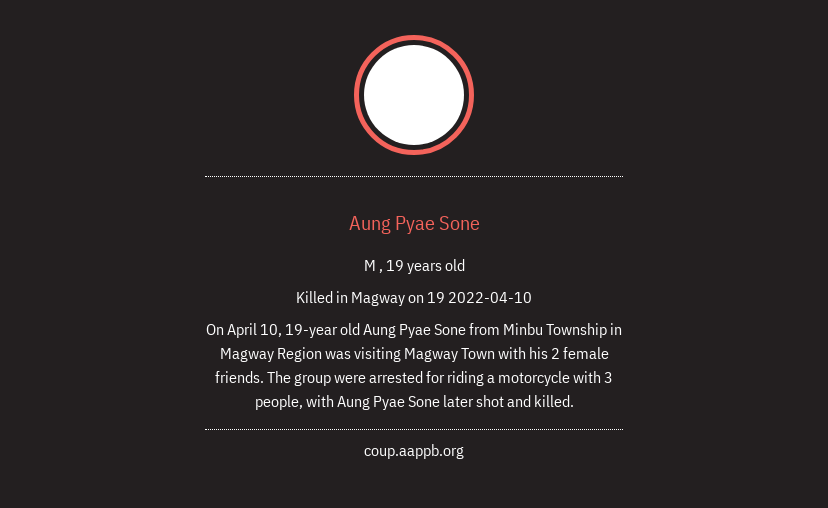 Aung Pyae Sone
M , 19 years old
Killed in Magway on 19 2022-04-10
On April 10, 19-year old Aung Pyae Sone from Minbu Township in
Magway Region was visiting Magway Town with his 2 female
friends. The group were arrested for riding a motorcycle with 3
people, with Aung Pyae Sone later shot and killed.
coup.aappb.org